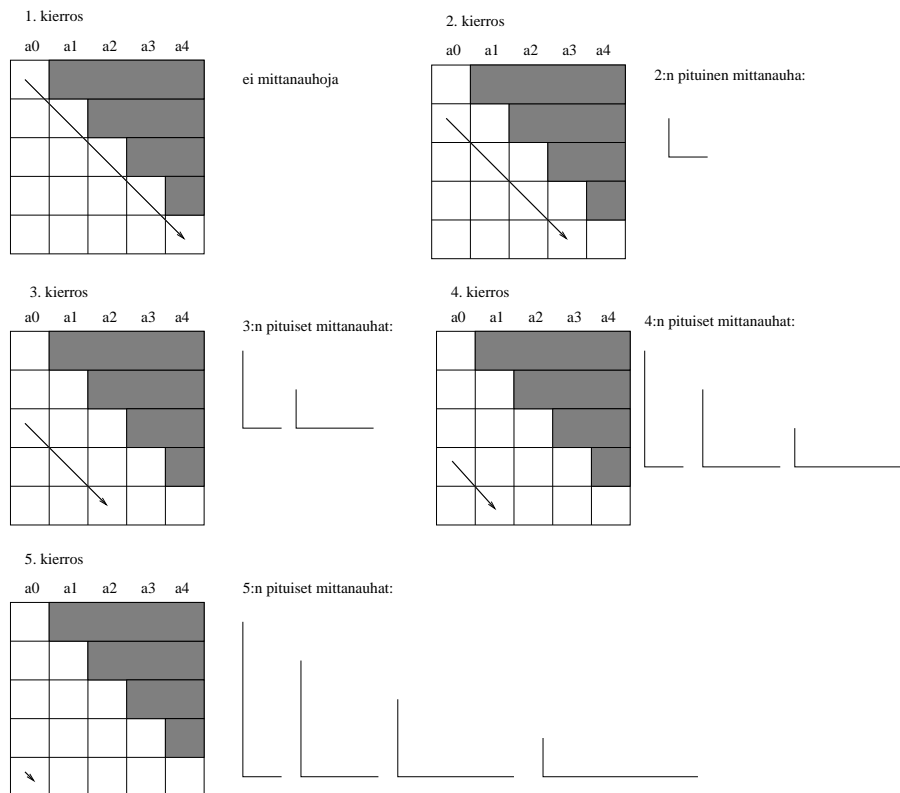 1. kierros
a0 a1 a2 a3 a4
ei mittanauhoja
2. kierros
a0 a1 a2 a3 a4
2:n pituinen mittanauha:
3. kierros
a0 a1 a2 a3 a4
3:n pituiset mittanauhat:
4. kierros
a0 a1 a2 a3 a4
4:n pituiset mittanauhat:
5. kierros
a0 a1 a2 a3 a4
5:n pituiset mittanauhat: